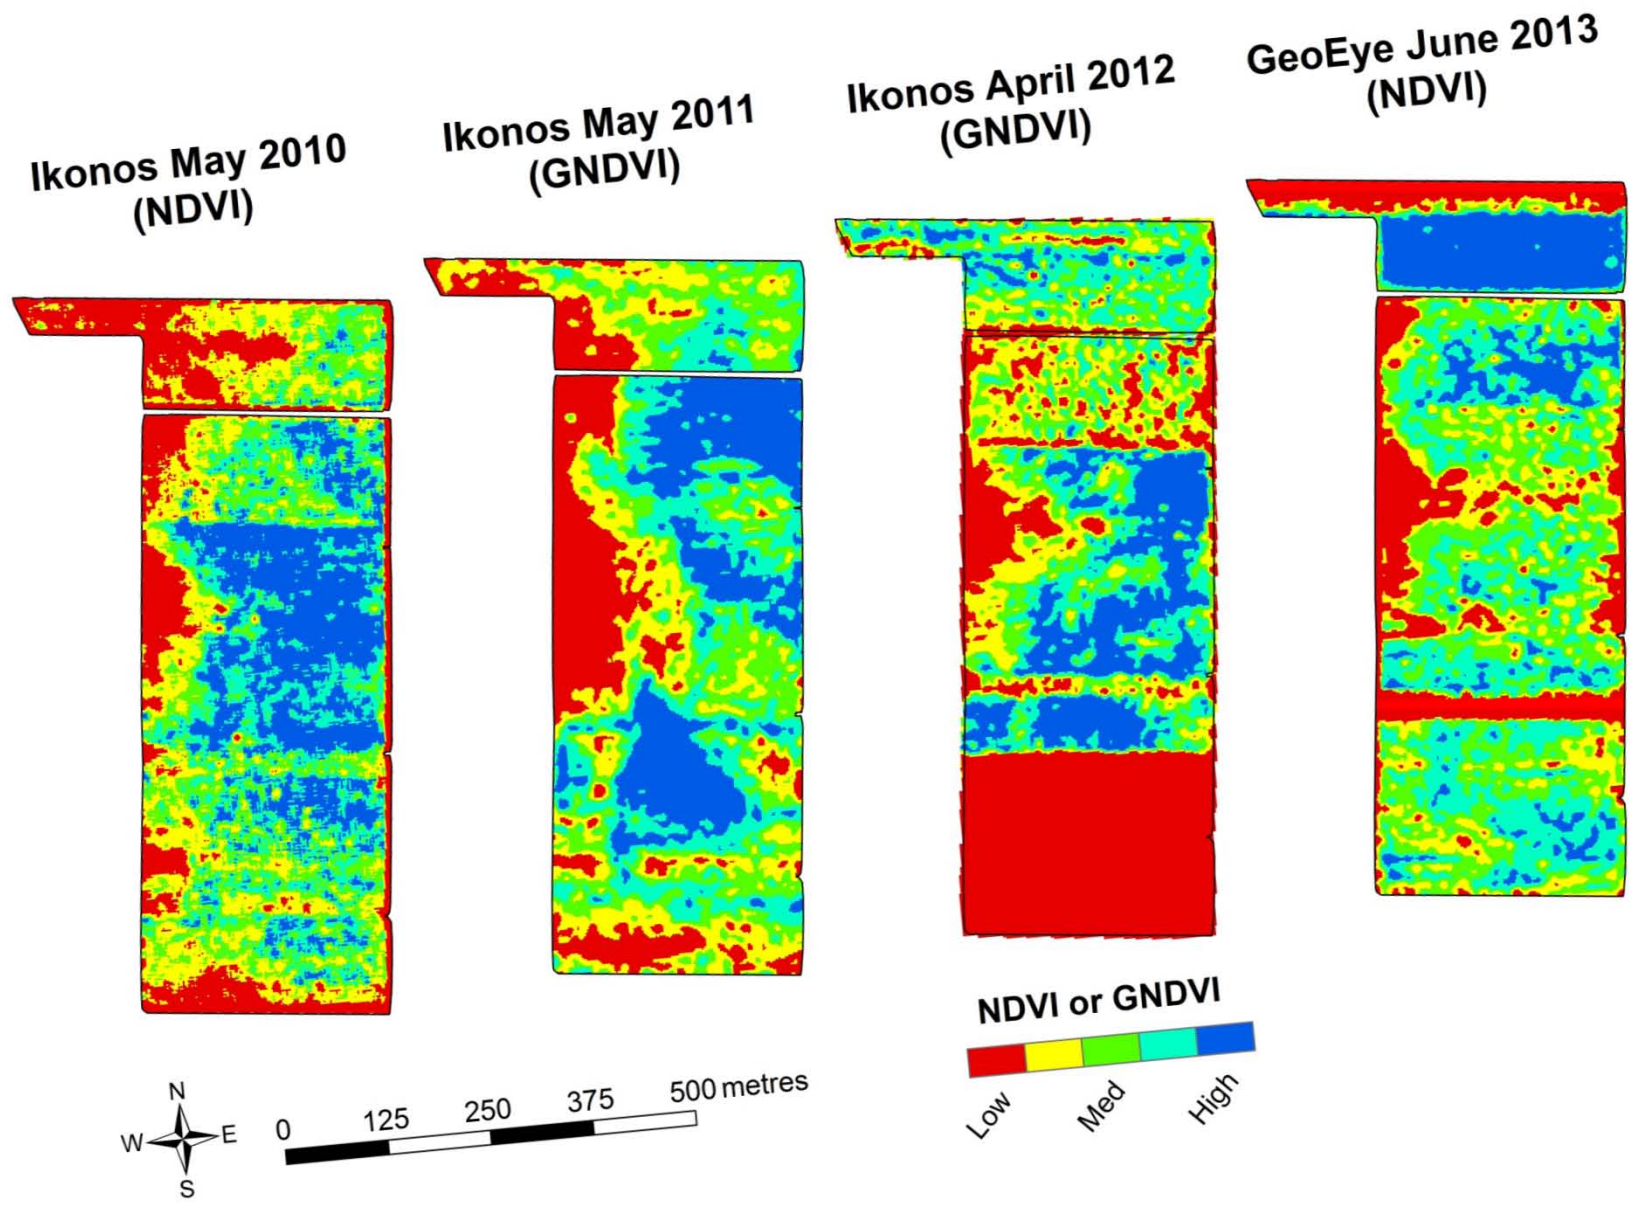 Ikonos May 2010
(NDVI)
Ikonos May 2011
(GNDVI)
Ikonos April 2012
(GNDVI)
GeoEye June 2013
(NDVI)
NDVI or GNDVI
Low
Med
High
N
W
E
S
0
125
250
375
500 metres